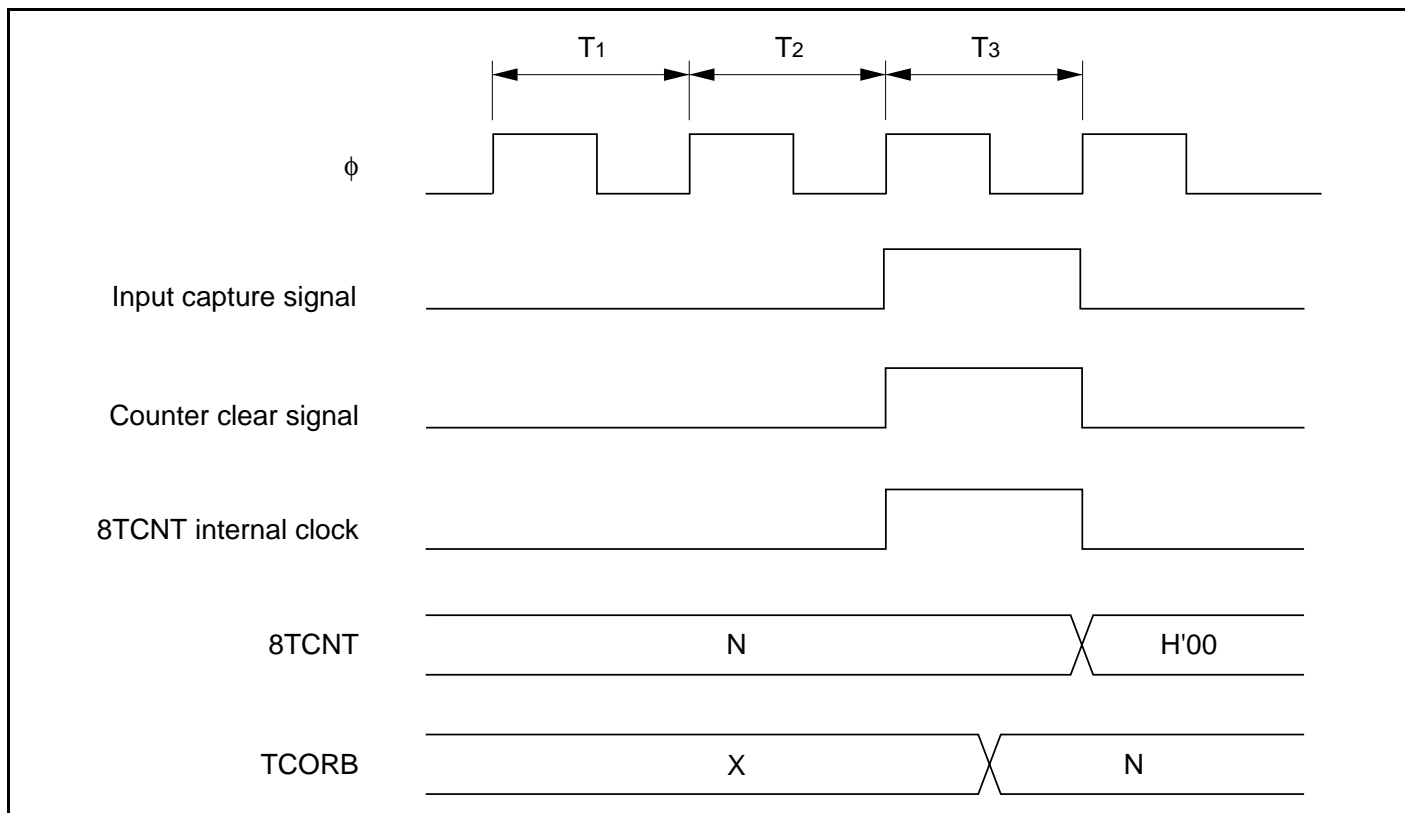 T1 T2 T3
φ
Input capture signal
Counter clear signal
8TCNT internal clock
8TCNT N H'00
TCORB X N